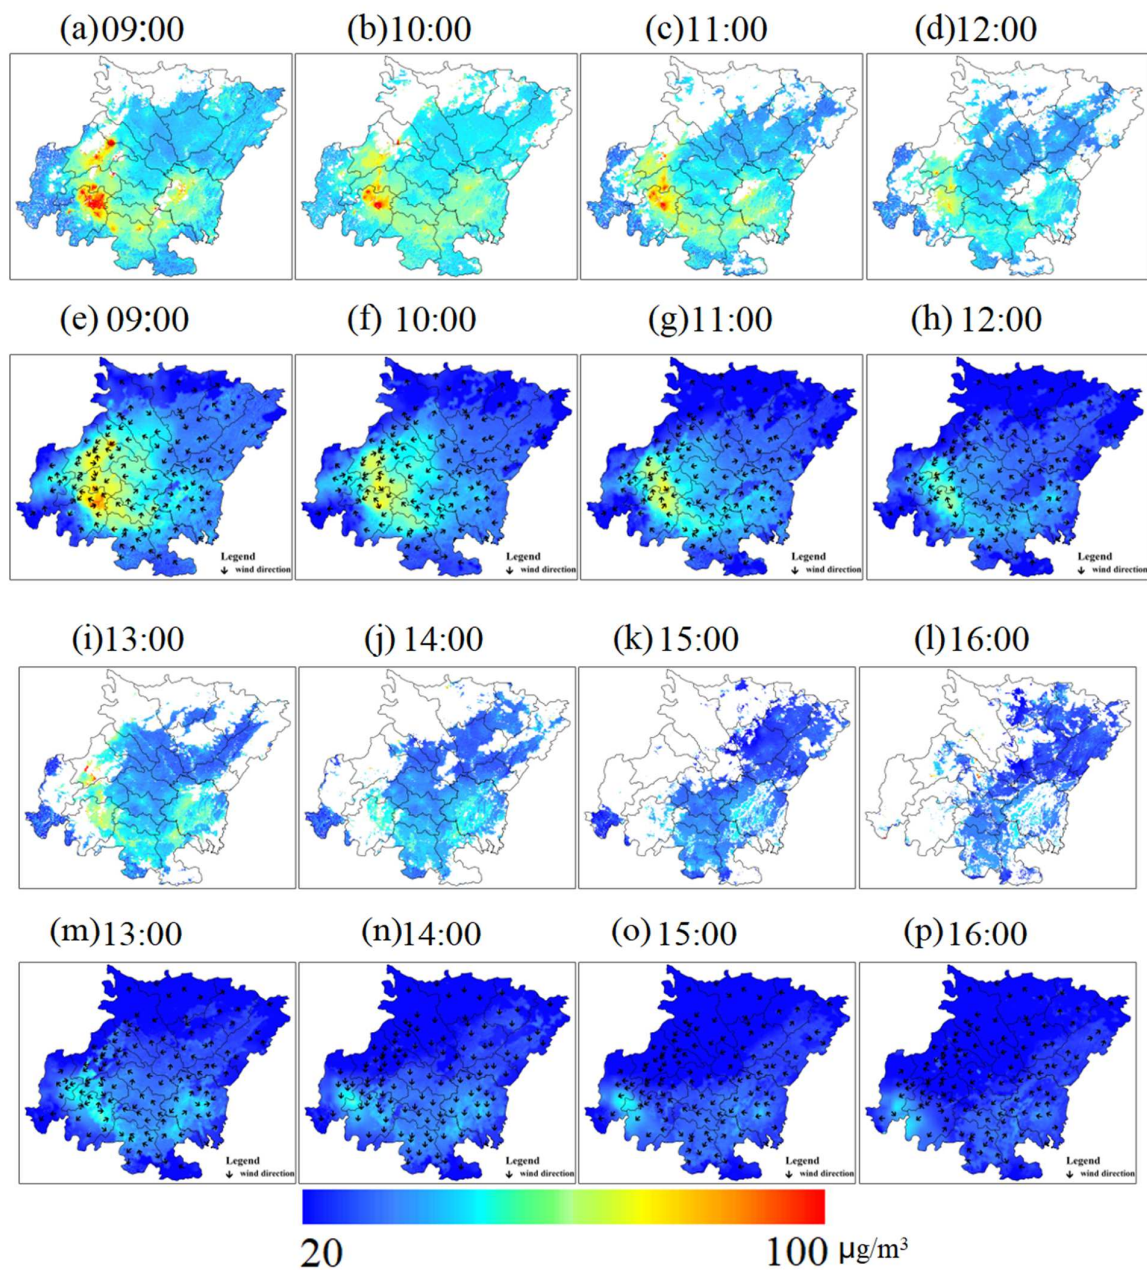 (a)09:00 (b)10:00 (c)11:00 (d)12:00
(e) 09:00 (f) 10:00 (g)11:00 (h) 12:00
Legend Legend Legend Legend
wind direction wind direction wind direction wind direction
(i)13:00 (j) 14:00 (k)15:00 (l)16:00
(m)13:00 (n)14:00 (o)15:00 (p)16:00
Legend Legend Legend Legend
wind direction wind direction wind direction wind direction
20 100 μg/m³